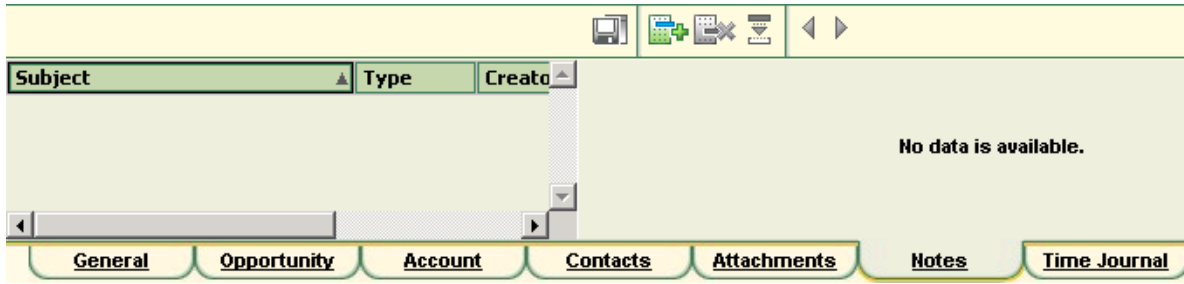 Subject Type Creato
No data is available.
General Opportunity Account Contacts Attachments Notes Time Journal